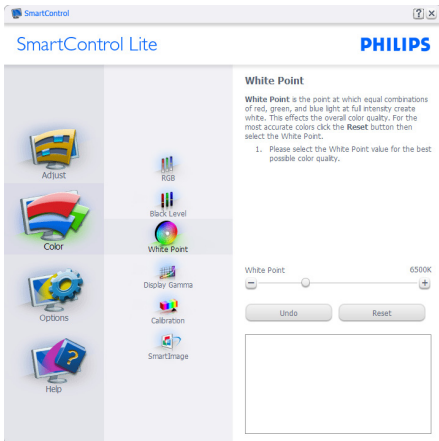 SmartControl
SmartControl Lite
PHILIPS
Adjust
Color
Options
Help
RGB
Black Level
White Point
Display Gamma
Calibration
SmartImage
White Point
White Point is the point at which equal combinations
of red, green, and blue light at full intensity create
white. This effects the overall color quality. For the
most accurate colors click the Reset button then
select the White Point value.
1. Please select the White Point value for the best
possible color quality.
White Point 6500K
Undo Reset